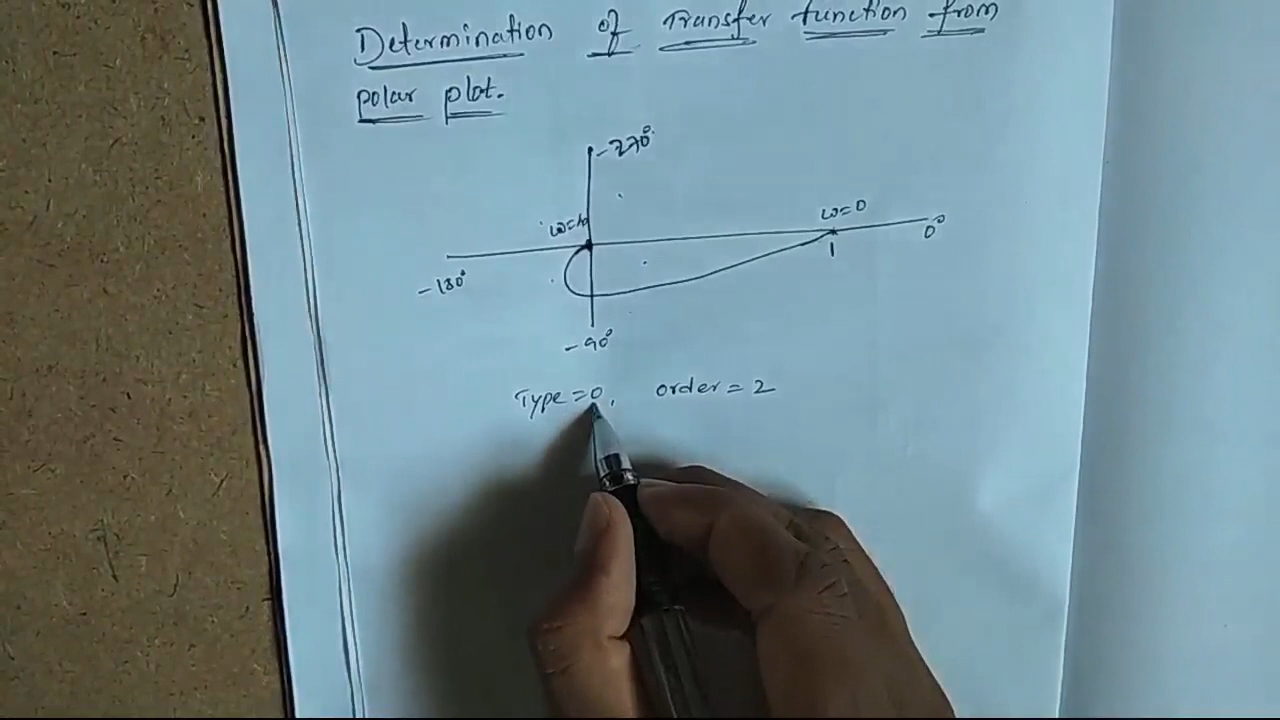 Determination of Transfer function from
polar plot.
-270°
ω=∞
ω=0
0°
1
-180°
-90°
Type=0, order=2